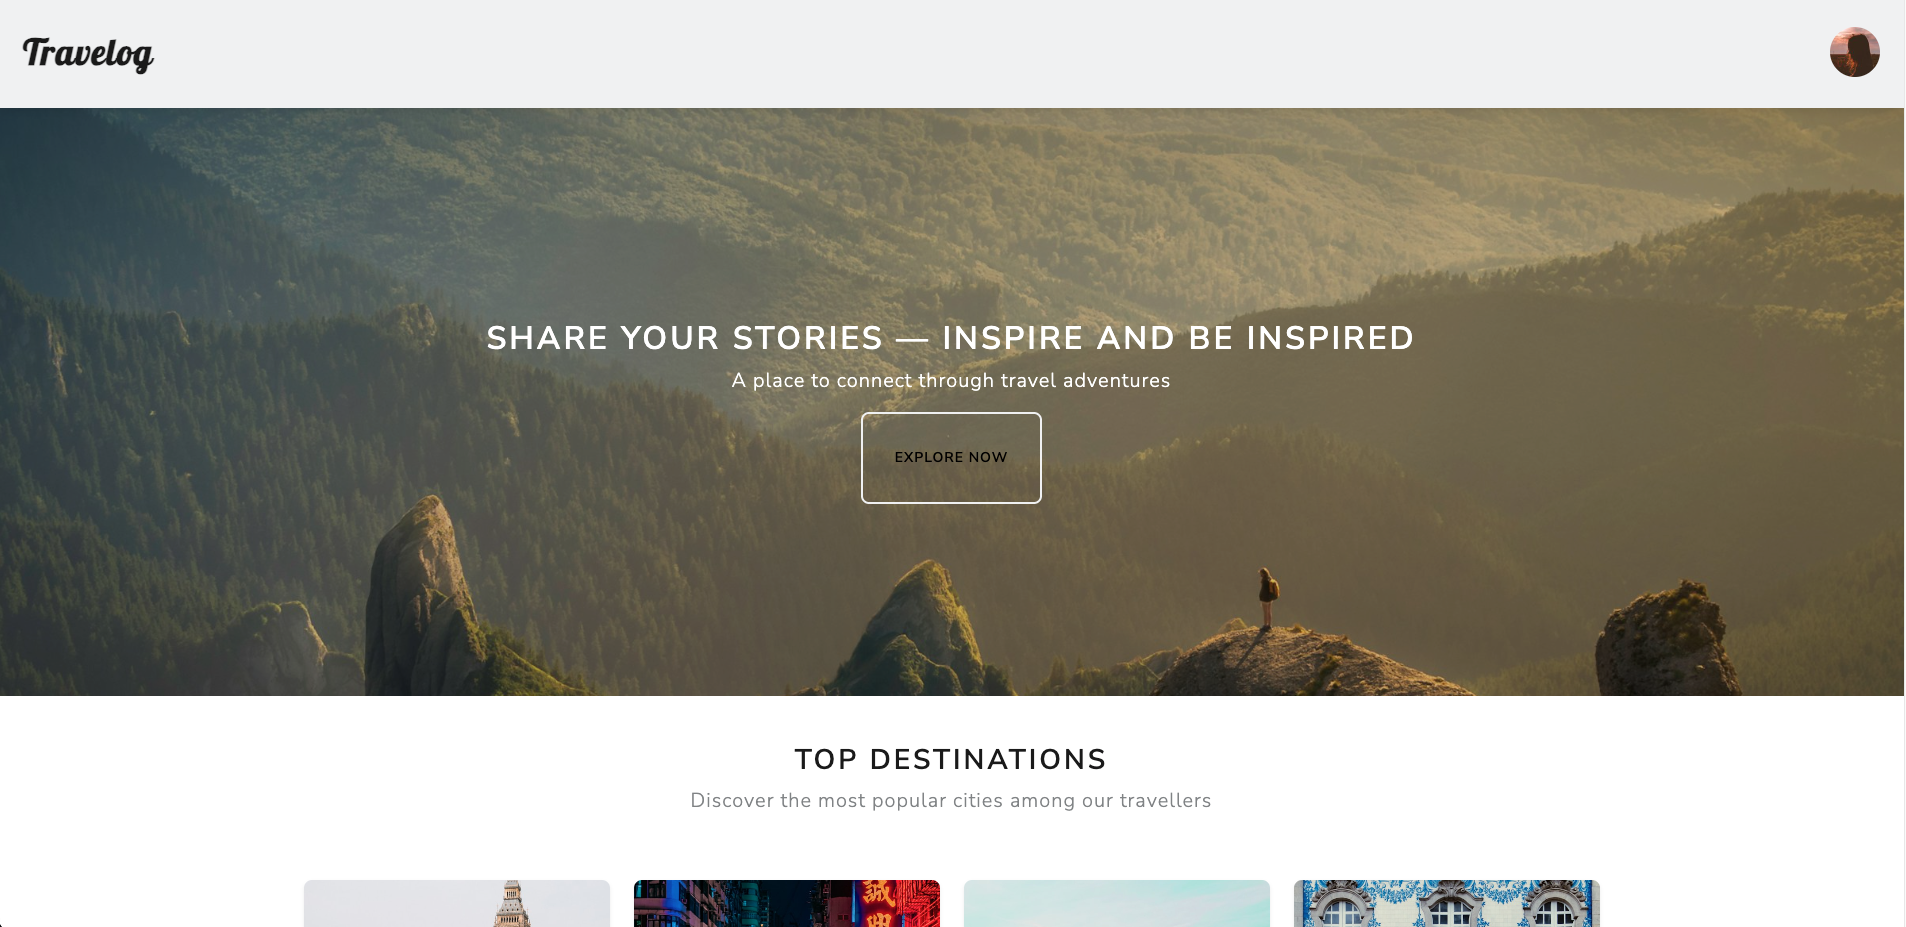 Travelog
SHARE YOUR STORIES — INSPIRE AND BE INSPIRED
A place to connect through travel adventures
EXPLORE NOW
TOP DESTINATIONS
Discover the most popular cities among our travellers
誠